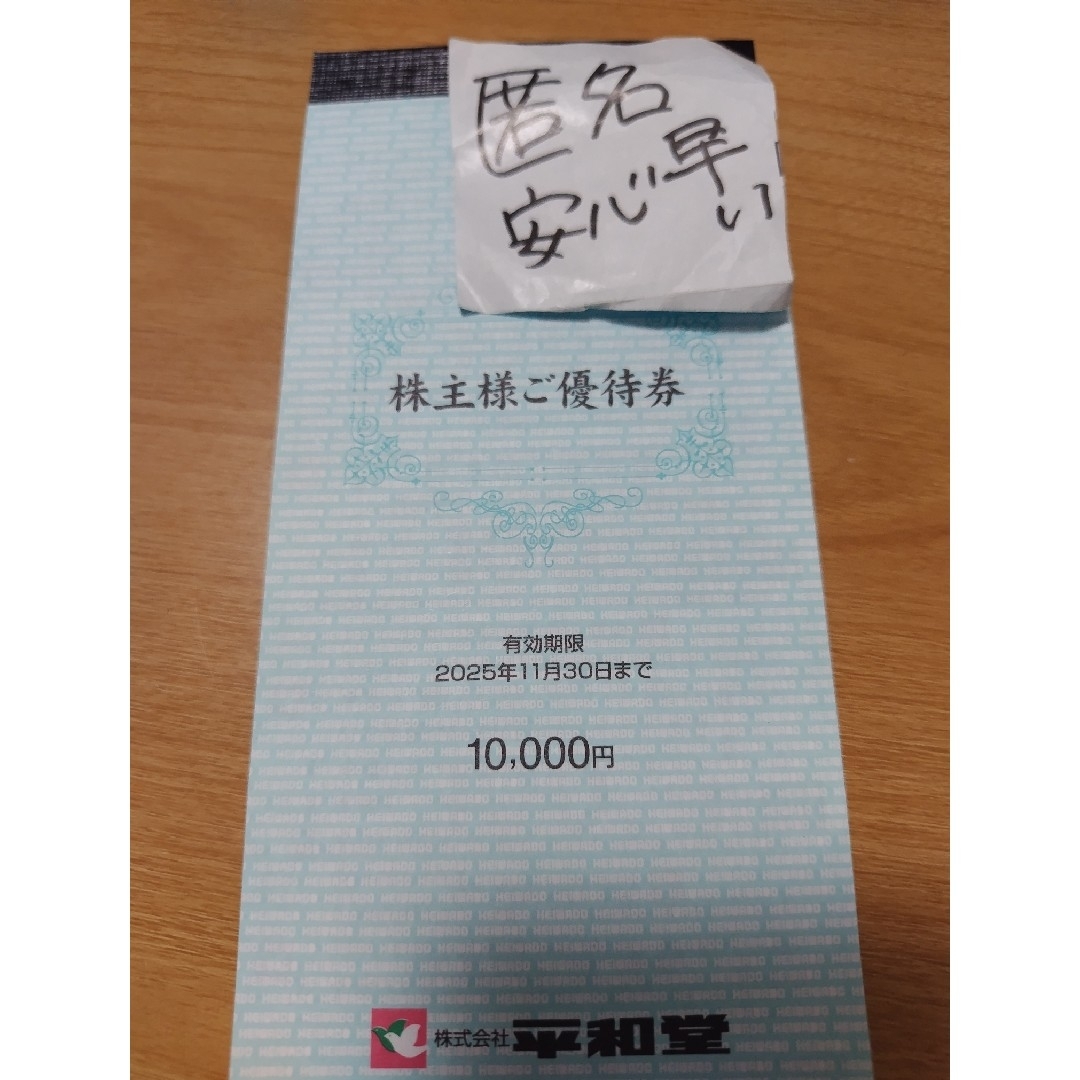 匿名
安心早い
株主様ご優待券
有効期限
2025年11月30日まで
10,000円
株式会社 平和堂
HEIWADO